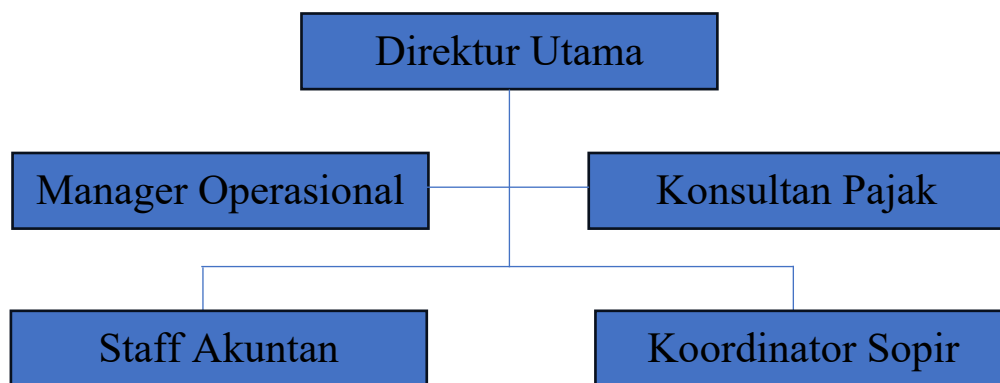 Direktur Utama
Manager Operasional
Konsultan Pajak
Staff Akuntan
Koordinator Sopir